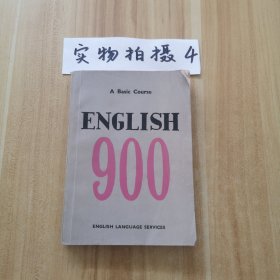 实物拍摄4
A Basic Course
ENGLISH
900
ENGLISH LANGUAGE SERVICES